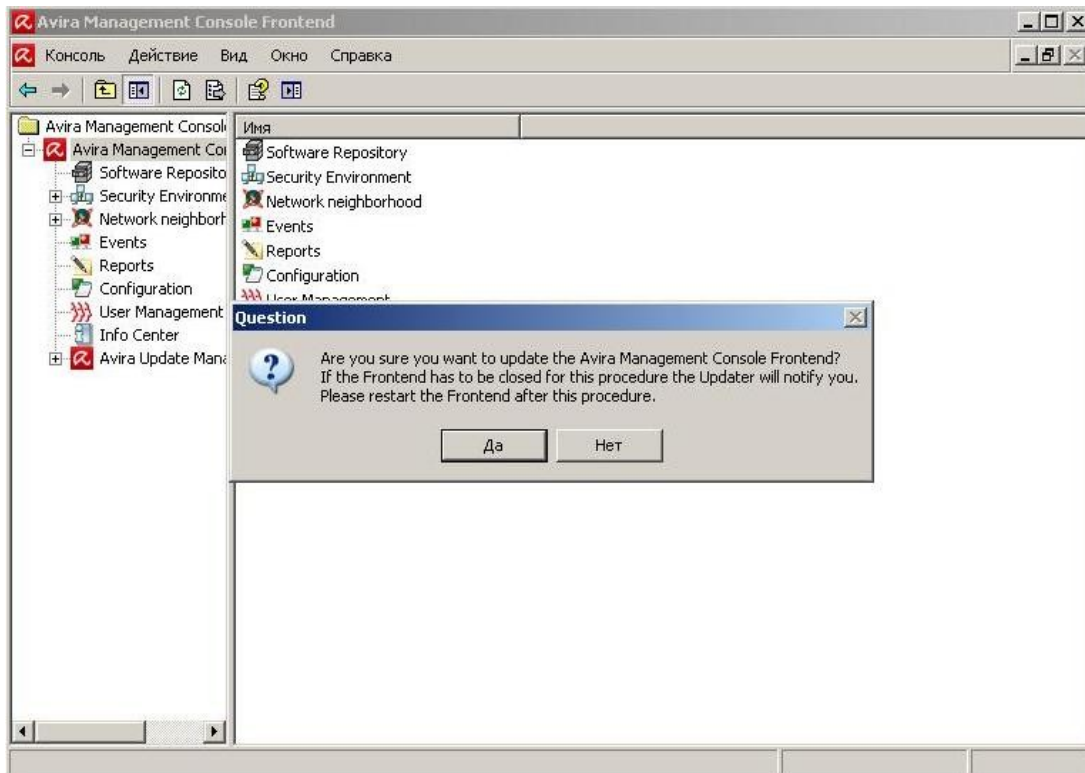 Avira Management Console Frontend
Консоль Действие Вид Окно Справка
Avira Management Consol
Avira Management Co
Software Reposito
Security Environme
Network neighborh
Events
Reports
Configuration
User Management
Info Center
Avira Update Mana
Имя
Software Repository
Security Environment
Network neighborhood
Events
Reports
Configuration
User Management
Question
Are you sure you want to update the Avira Management Console Frontend?
If the Frontend has to be closed for this procedure the Updater will notify you.
Please restart the Frontend after this procedure.
Да Нет